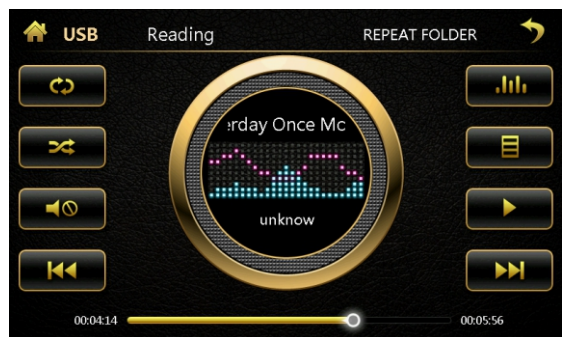 USB Reading REPEAT FOLDER
erday Once Mc
unknow
00:04:14 00:05:56